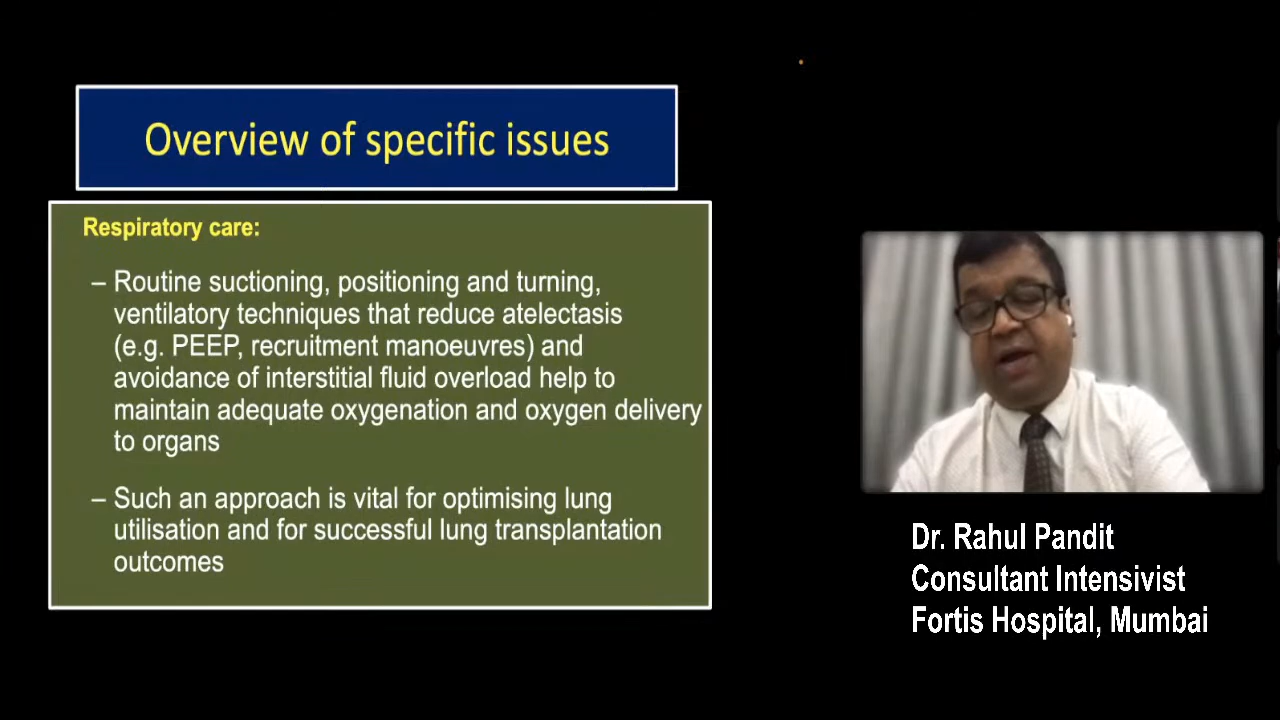 Overview of specific issues
Respiratory care:
– Routine suctioning, positioning and turning,
ventilatory techniques that reduce atelectasis
(e.g. PEEP, recruitment manoeuvres) and
avoidance of interstitial fluid overload help to
maintain adequate oxygenation and oxygen delivery
to organs
– Such an approach is vital for optimising lung
utilisation and for successful lung transplantation
outcomes
Dr. Rahul Pandit
Consultant Intensivist
Fortis Hospital, Mumbai